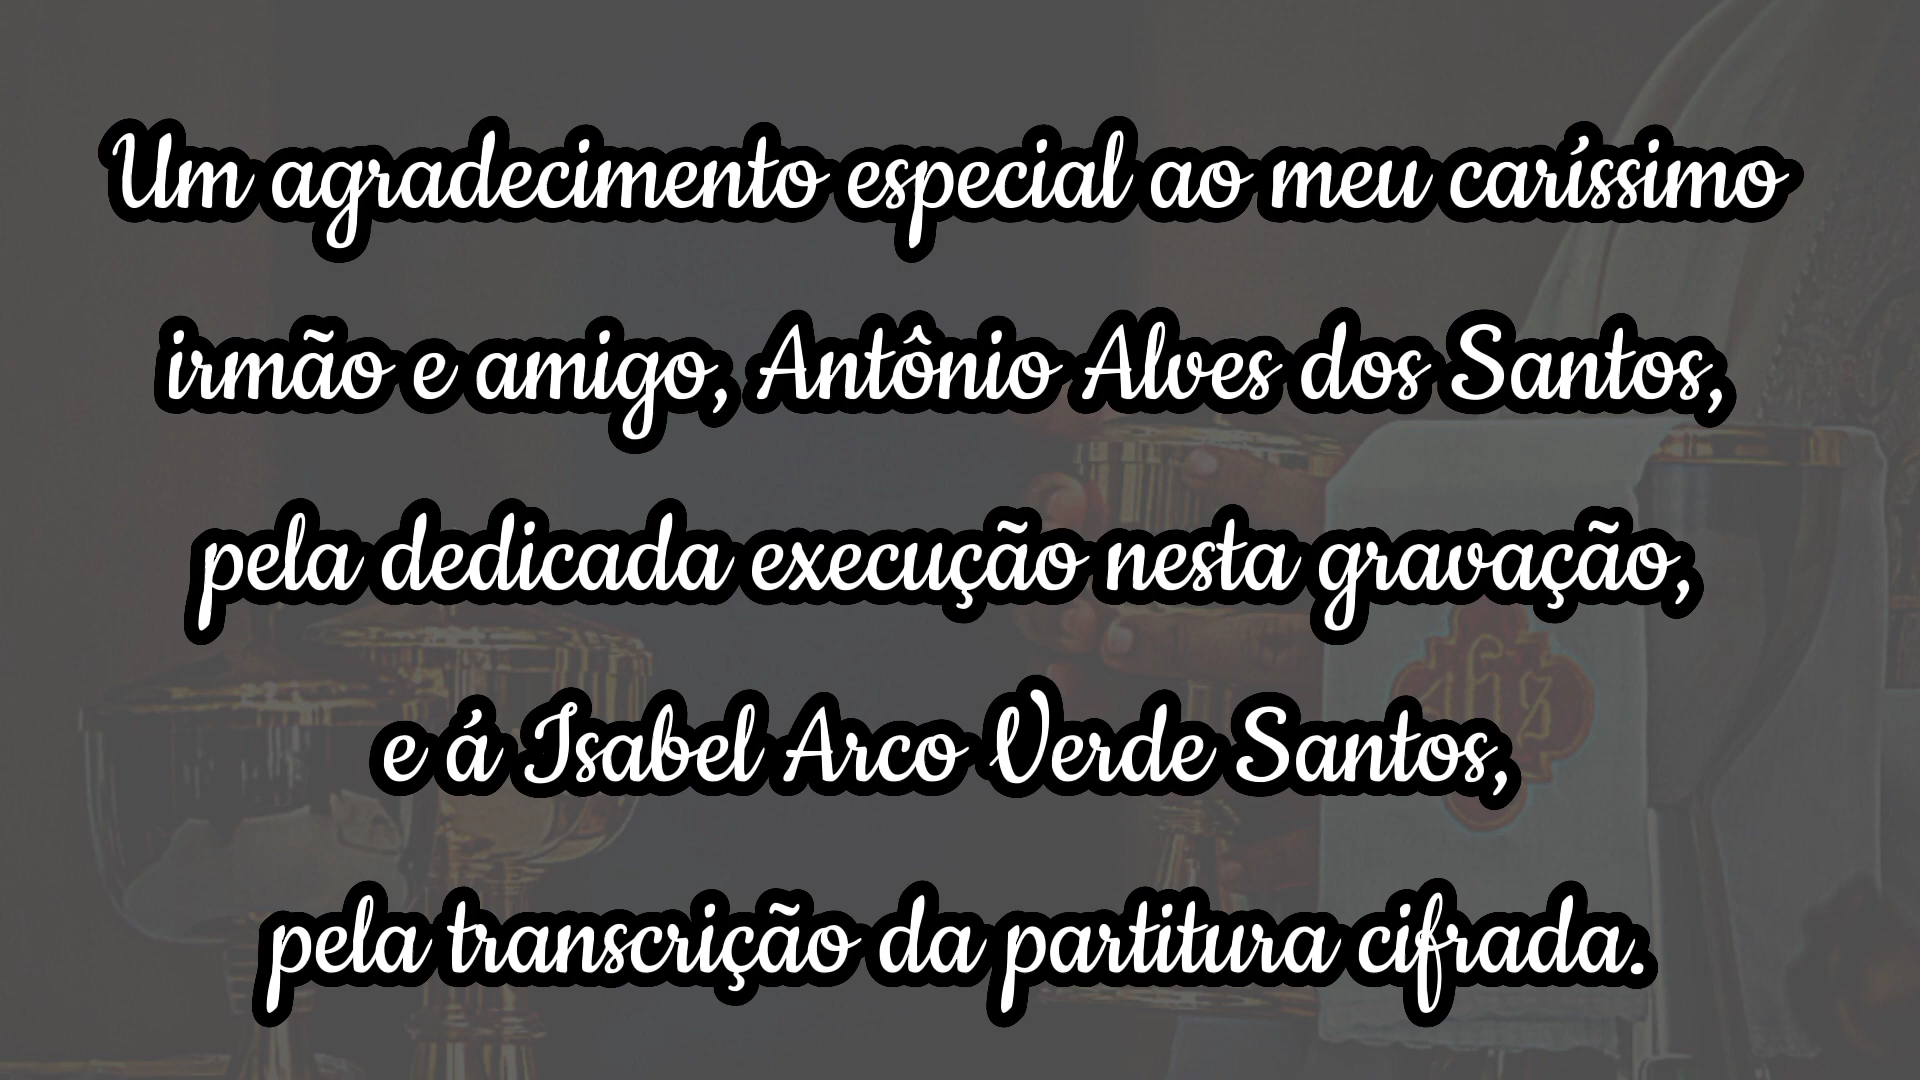 Um agradecimento especial ao meu caríssimo
irmão e amigo, Antônio Alves dos Santos,
pela dedicada execução nesta gravação,
e á Isabel Arco Verde Santos,
pela transcrição da partitura cifrada.
ihs